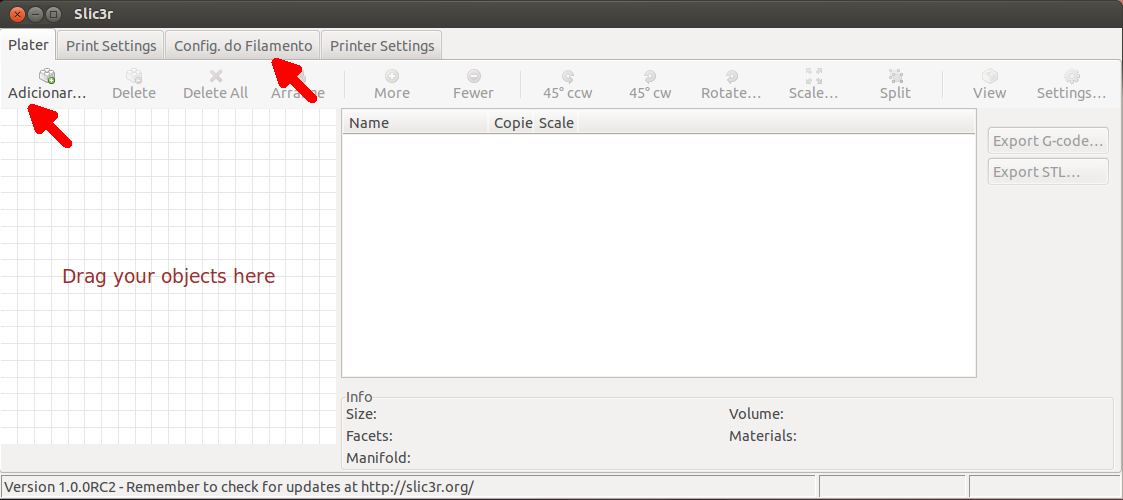 Slic3r
Plater Print Settings Config. do Filamento Printer Settings
Adicionar... Delete Delete All Arrange More Fewer 45° ccw 45° cw Rotate... Scale... Split View Settings...
Name Copie Scale
Export G-code...
Export STL...
Drag your objects here
Info
Size: Volume:
Facets: Materials:
Manifold:
Version 1.0.0RC2 - Remember to check for updates at http://slic3r.org/